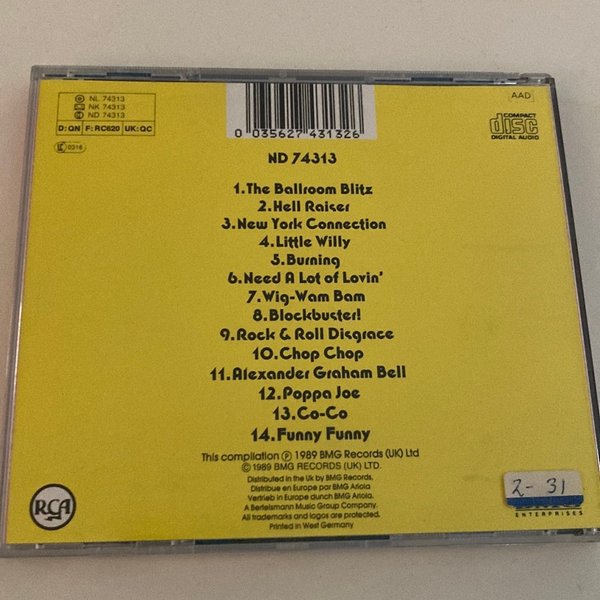 NL 74313
NK 74313
ND 74313
D: QN F: RC620 UK: QC
0316
0 035627 431326
AAD
COMPACT
disc
DIGITAL AUDIO
ND 74313
1. The Ballroom Blitz
2. Hell Raiser
3. New York Connection
4. Little Willy
5. Burning
6. Need A Lot of Lovin'
7. Wig-Wam Bam
8. Blockbuster!
9. Rock & Roll Disgrace
10. Chop Chop
11. Alexander Graham Bell
12. Poppa Joe
13. Co-Co
14. Funny Funny
This compilation ℗ 1989 BMG Records (UK) Ltd
© 1989 BMG RECORDS (UK) LTD.
Distributed in the UK by BMG Records.
Distribue en Europe par BMG Ariola
Vertrieb in Europe durch BMG Ariola.
A Bertelsmann Music Group Company.
All trademarks and logos are protected.
Printed in West Germany
RCA
2-31
ENTERPRISES